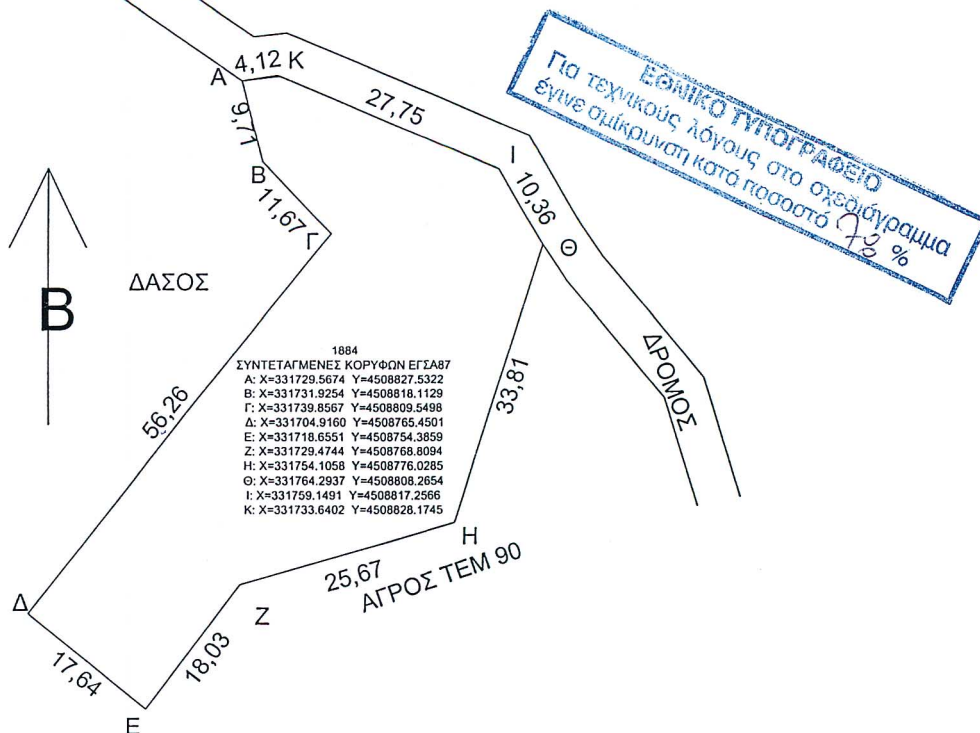 ΕΘΝΙΚΟ ΤΥΠΟΓΡΑΦΕΙΟ
Για τεχνικούς λόγους στο σχεδιάγραμμα
έγινε σμίκρυνση κατά ποσοστό 70 %
4,12 Κ
Α
27,75
9,71
Ι
Β
10,36
11,67
Γ
Θ
ΔΑΣΟΣ
Β
ΔΡΟΜΟΣ
1884
ΣΥΝΤΕΤΑΓΜΕΝΕΣ ΚΟΡΥΦΩΝ ΕΓΣΑ87
Α: Χ=331729.5674 Υ=4508827.5322
Β: Χ=331731.9254 Υ=4508818.1129
Γ: Χ=331739.8567 Υ=4508809.5498
Δ: Χ=331704.9160 Υ=4508765.4501
Ε: Χ=331718.6551 Υ=4508754.3859
Ζ: Χ=331729.4744 Υ=4508768.8094
Η: Χ=331754.1058 Υ=4508776.0285
Θ: Χ=331764.2937 Υ=4508808.2654
Ι: Χ=331759.1491 Υ=4508817.2566
Κ: Χ=331733.6402 Υ=4508828.1745
56,26
33,81
Η
25,67
ΑΓΡΟΣ ΤΕΜ 90
Δ
Ζ
18,03
17,64
Ε